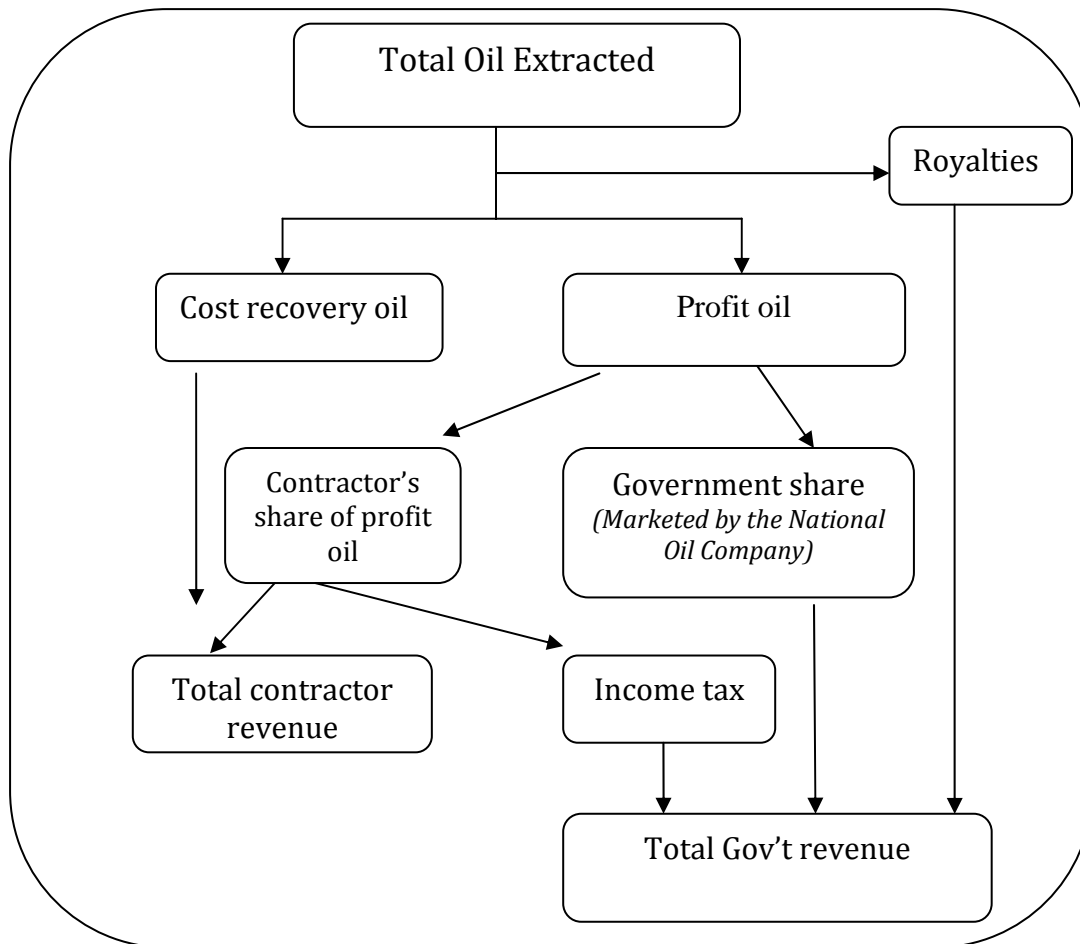 Total Oil Extracted
Royalties
Cost recovery oil
Profit oil
Contractor’s
share of profit
oil
Government share
(Marketed by the National
Oil Company)
Total contractor
revenue
Income tax
Total Gov’t revenue